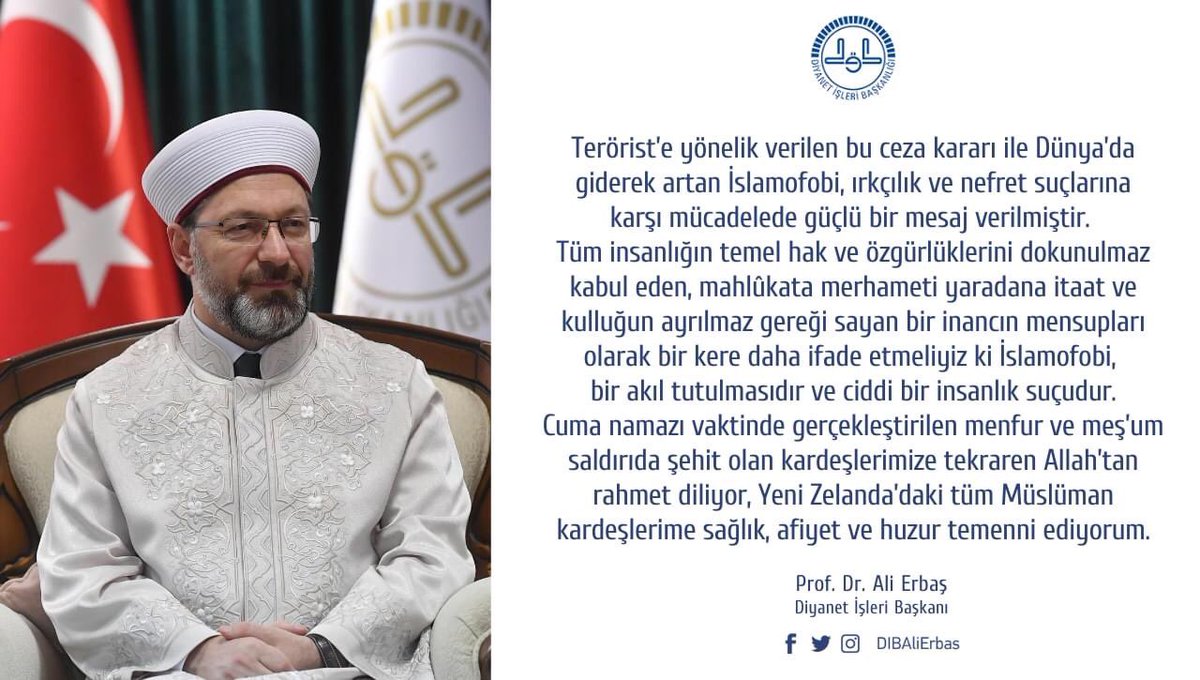 DİYANET İŞLERİ BAŞKANLIĞI
Terörist'e yönelik verilen bu ceza kararı ile Dünya'da
giderek artan İslamofobi, ırkçılık ve nefret suçlarına
karşı mücadelede güçlü bir mesaj verilmiştir.
Tüm insanlığın temel hak ve özgürlüklerini dokunulmaz
kabul eden, mahlûkata merhameti yaradana itaat ve
kulluğun ayrılmaz gereği sayan bir inancın mensupları
olarak bir kere daha ifade etmeliyiz ki İslamofobi,
bir akıl tutulmasıdır ve ciddi bir insanlık suçudur.
Cuma namazı vaktinde gerçekleştirilen menfur ve meş'um
saldırıda şehit olan kardeşlerimize tekraren Allah'tan
rahmet diliyor, Yeni Zelanda'daki tüm Müslüman
kardeşlerime sağlık, afiyet ve huzur temenni ediyorum.
Prof. Dr. Ali Erbaş
Diyanet İşleri Başkanı
DIBAliErbas